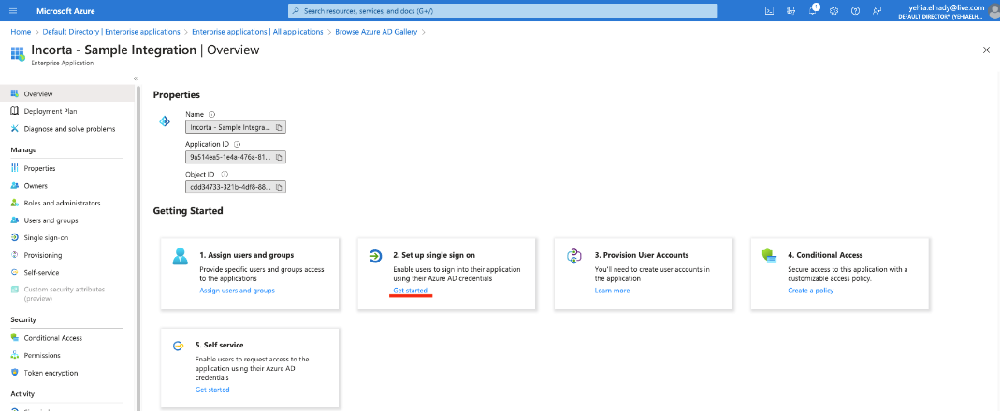 Microsoft Azure
Search resources, services, and docs (G+/)
1
yehia.elhady@live.com
DEFAULT DIRECTORY (YEHIAELH...
Home > Default Directory | Enterprise applications > Enterprise applications | All applications > Browse Azure AD Gallery >
Incorta - Sample Integration | Overview ...
Enterprise Application
Overview
Deployment Plan
Diagnose and solve problems
Manage
Properties
Owners
Roles and administrators
Users and groups
Single sign-on
Provisioning
Self-service
Custom security attributes
(preview)
Security
Conditional Access
Permissions
Token encryption
Activity
Properties
Name
Incorta - Sample Integra...
Application ID
9a514ea5-1e4a-476a-81...
Object ID
cdd34733-321b-4df8-88...
Getting Started
1. Assign users and groups
Provide specific users and groups access
to the applications
Assign users and groups
2. Set up single sign on
Enable users to sign into their application
using their Azure AD credentials
Get started
3. Provision User Accounts
You'll need to create user accounts in
the application
Learn more
4. Conditional Access
Secure access to this application with a
customizable access policy.
Create a policy
5. Self service
Enable users to request access to the
application using their Azure AD
credentials
Get started